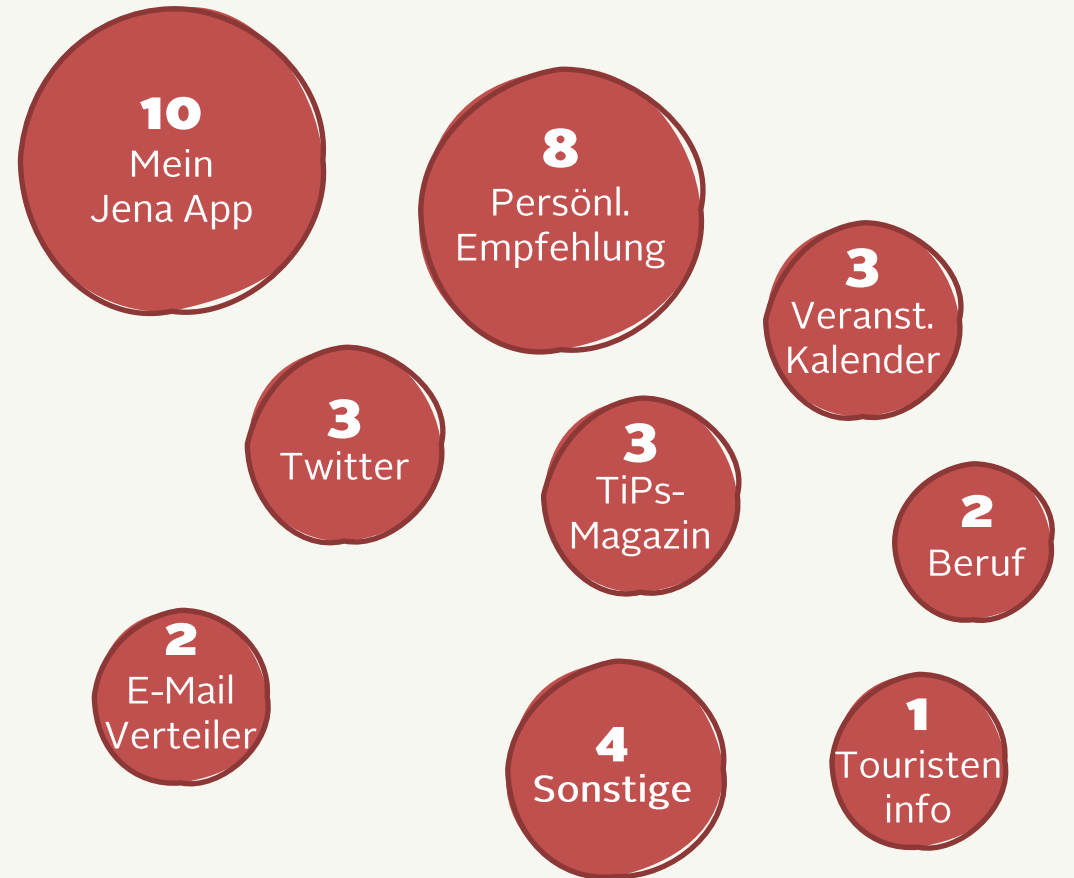 10
Mein
Jena App
8
Persönl.
Empfehlung
3
Veranst.
Kalender
3
Twitter
3
TiPs-
Magazin
2
Beruf
2
E-Mail
Verteiler
4
Sonstige
1
Touristen
info